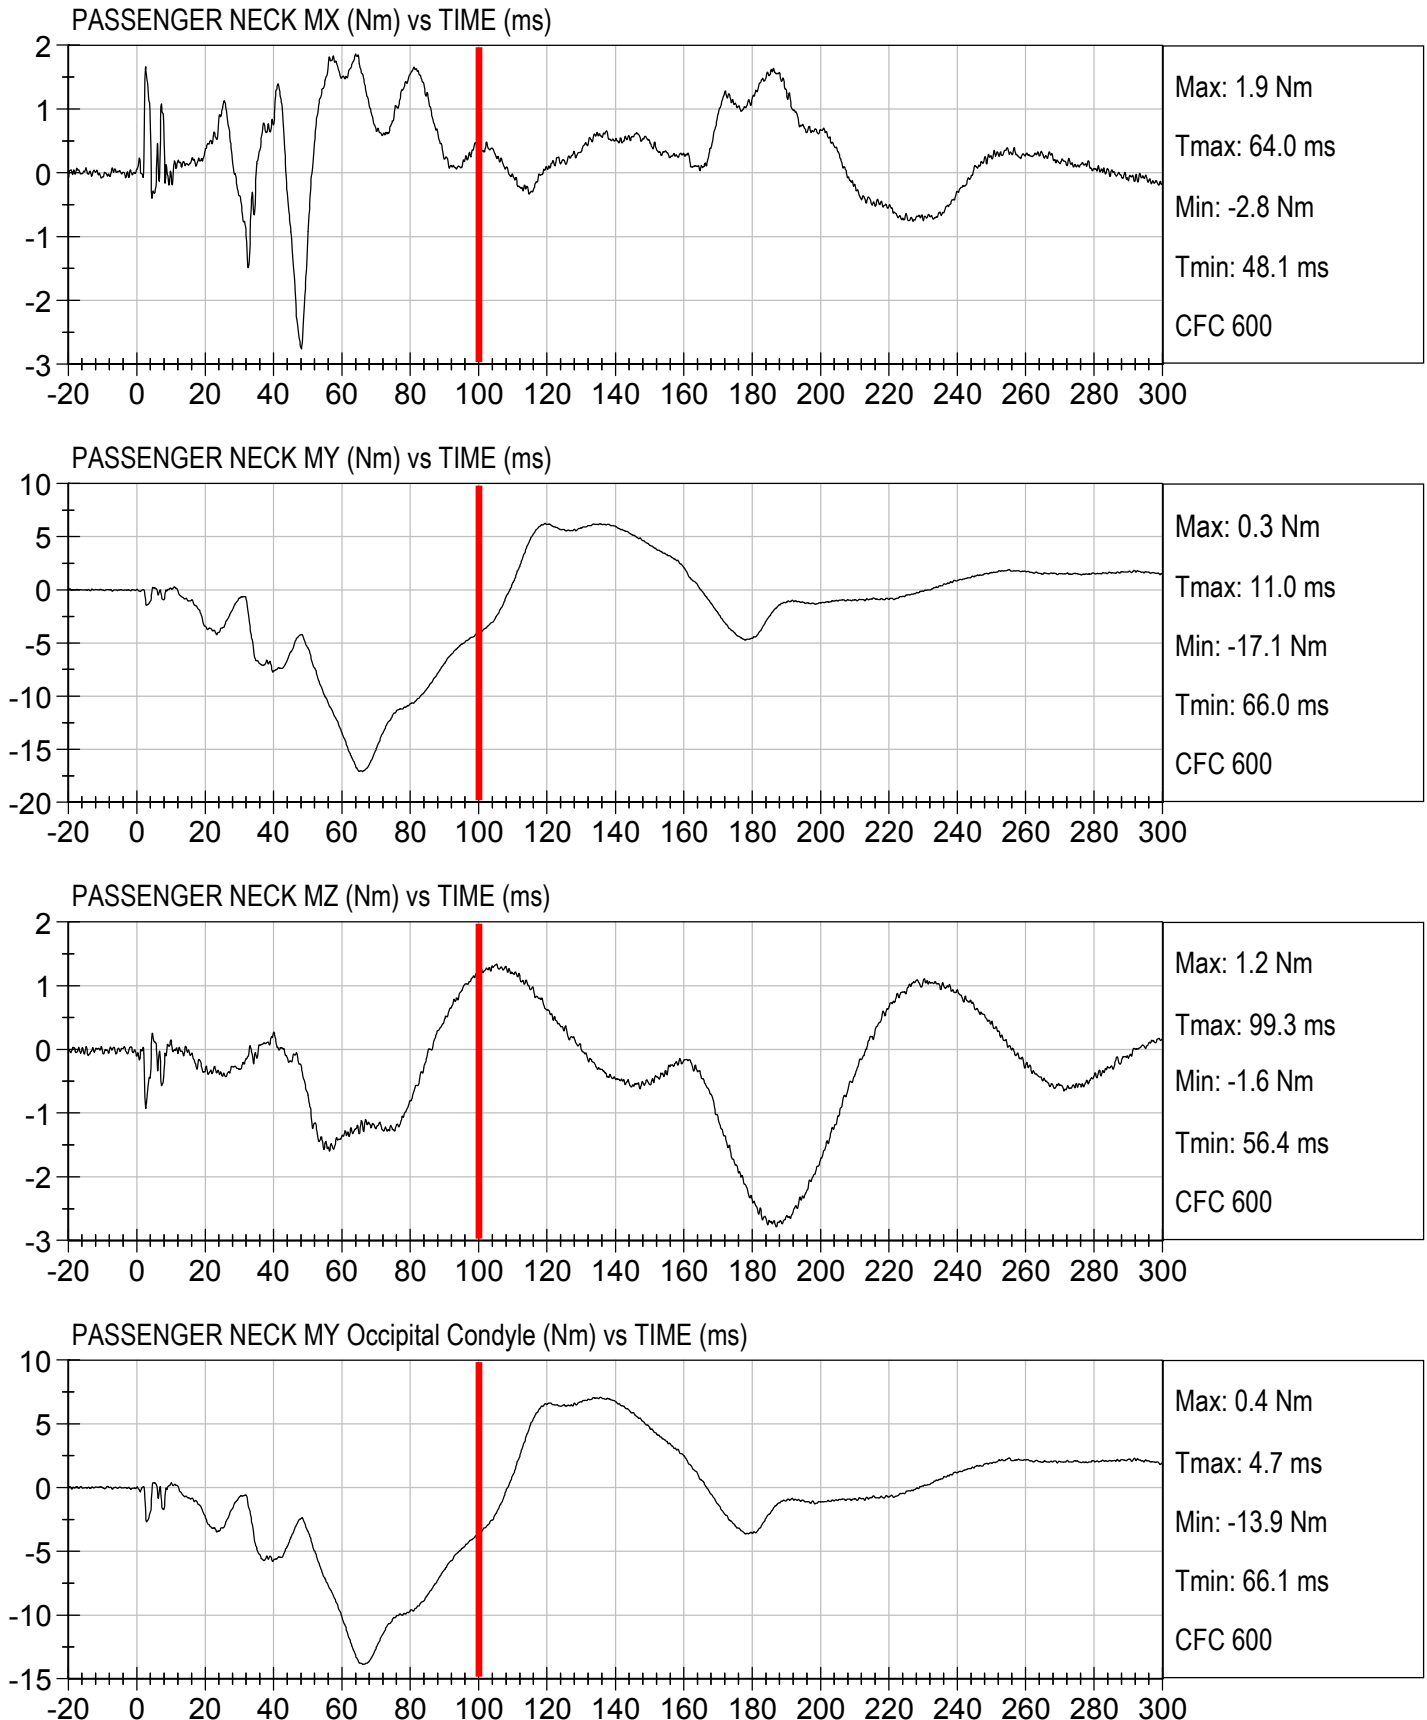 PASSENGER NECK MX (Nm) vs TIME (ms)
2
1
0
-1
-2
-3
-20 0 20 40 60 80 100 120 140 160 180 200 220 240 260 280 300
Max: 1.9 Nm
Tmax: 64.0 ms
Min: -2.8 Nm
Tmin: 48.1 ms
CFC 600
PASSENGER NECK MY (Nm) vs TIME (ms)
10
5
0
-5
-10
-15
-20
-20 0 20 40 60 80 100 120 140 160 180 200 220 240 260 280 300
Max: 0.3 Nm
Tmax: 11.0 ms
Min: -17.1 Nm
Tmin: 66.0 ms
CFC 600
PASSENGER NECK MZ (Nm) vs TIME (ms)
2
1
0
-1
-2
-3
-20 0 20 40 60 80 100 120 140 160 180 200 220 240 260 280 300
Max: 1.2 Nm
Tmax: 99.3 ms
Min: -1.6 Nm
Tmin: 56.4 ms
CFC 600
PASSENGER NECK MY Occipital Condyle (Nm) vs TIME (ms)
10
5
0
-5
-10
-15
-20 0 20 40 60 80 100 120 140 160 180 200 220 240 260 280 300
Max: 0.4 Nm
Tmax: 4.7 ms
Min: -13.9 Nm
Tmin: 66.1 ms
CFC 600